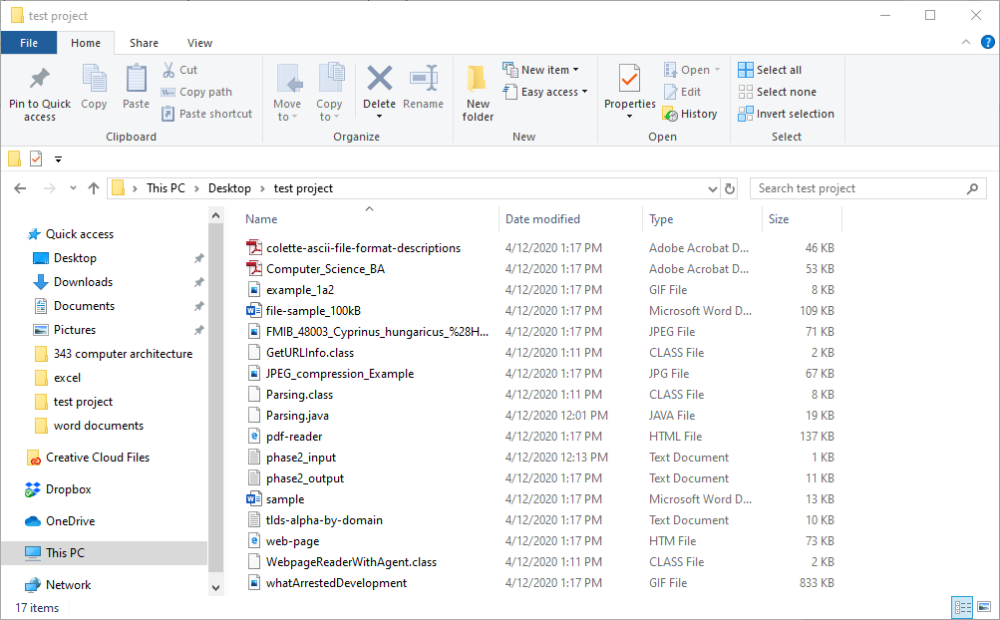 test project
File Home Share View
Pin to Quick access
Copy
Paste
Cut
Copy path
Paste shortcut
Clipboard
Move to
Copy to
Delete
Rename
Organize
New folder
New item
Easy access
New
Properties
Open
Edit
History
Open
Select all
Select none
Invert selection
Select
This PC > Desktop > test project
Search test project
Quick access
Desktop
Downloads
Documents
Pictures
343 computer architecture
excel
test project
word documents
Creative Cloud Files
Dropbox
OneDrive
This PC
Network
Name Date modified Type Size
colette-ascii-file-format-descriptions 4/12/2020 1:17 PM Adobe Acrobat D... 46 KB
Computer_Science_BA 4/12/2020 1:17 PM Adobe Acrobat D... 53 KB
example_1a2 4/12/2020 1:17 PM GIF File 8 KB
file-sample_100kB 4/12/2020 1:17 PM Microsoft Word D... 109 KB
FMIB_48003_Cyprinus_hungaricus_%28H... 4/12/2020 1:17 PM JPEG File 71 KB
GetURLInfo.class 4/12/2020 1:11 PM CLASS File 2 KB
JPEG_compression_Example 4/12/2020 1:17 PM JPG File 67 KB
Parsing.class 4/12/2020 1:11 PM CLASS File 8 KB
Parsing.java 4/12/2020 12:01 PM JAVA File 19 KB
pdf-reader 4/12/2020 1:17 PM HTML File 137 KB
phase2_input 4/12/2020 12:13 PM Text Document 1 KB
phase2_output 4/12/2020 1:17 PM Text Document 11 KB
sample 4/12/2020 1:17 PM Microsoft Word D... 13 KB
tlds-alpha-by-domain 4/12/2020 1:17 PM Text Document 10 KB
web-page 4/12/2020 1:17 PM HTM File 73 KB
WebpageReaderWithAgent.class 4/12/2020 1:11 PM CLASS File 2 KB
whatArrestedDevelopment 4/12/2020 1:17 PM GIF File 833 KB
17 items